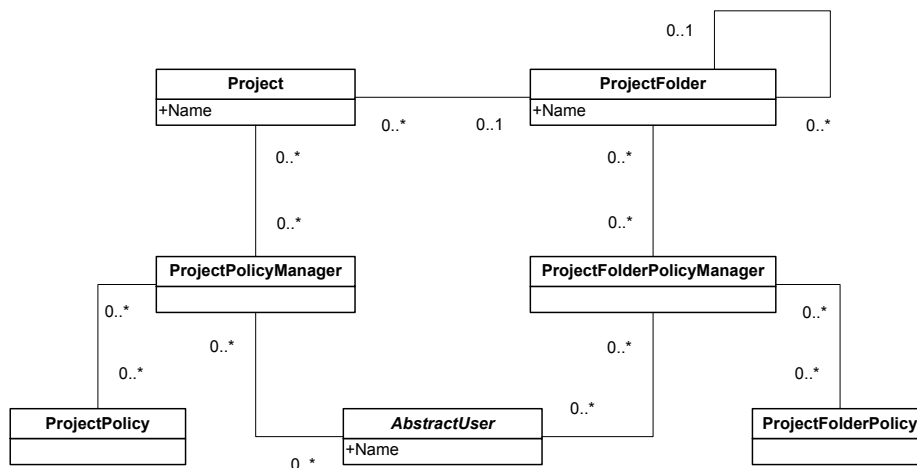 0..1
Project
ProjectFolder
+Name
+Name
0..*
0..1
0..*
0..*
0..*
0..*
0..*
ProjectPolicyManager
ProjectFolderPolicyManager
0..*
0..*
0..*
0..*
0..*
0..*
0..*
ProjectPolicy
AbstractUser
ProjectFolderPolicy
+Name
0..*